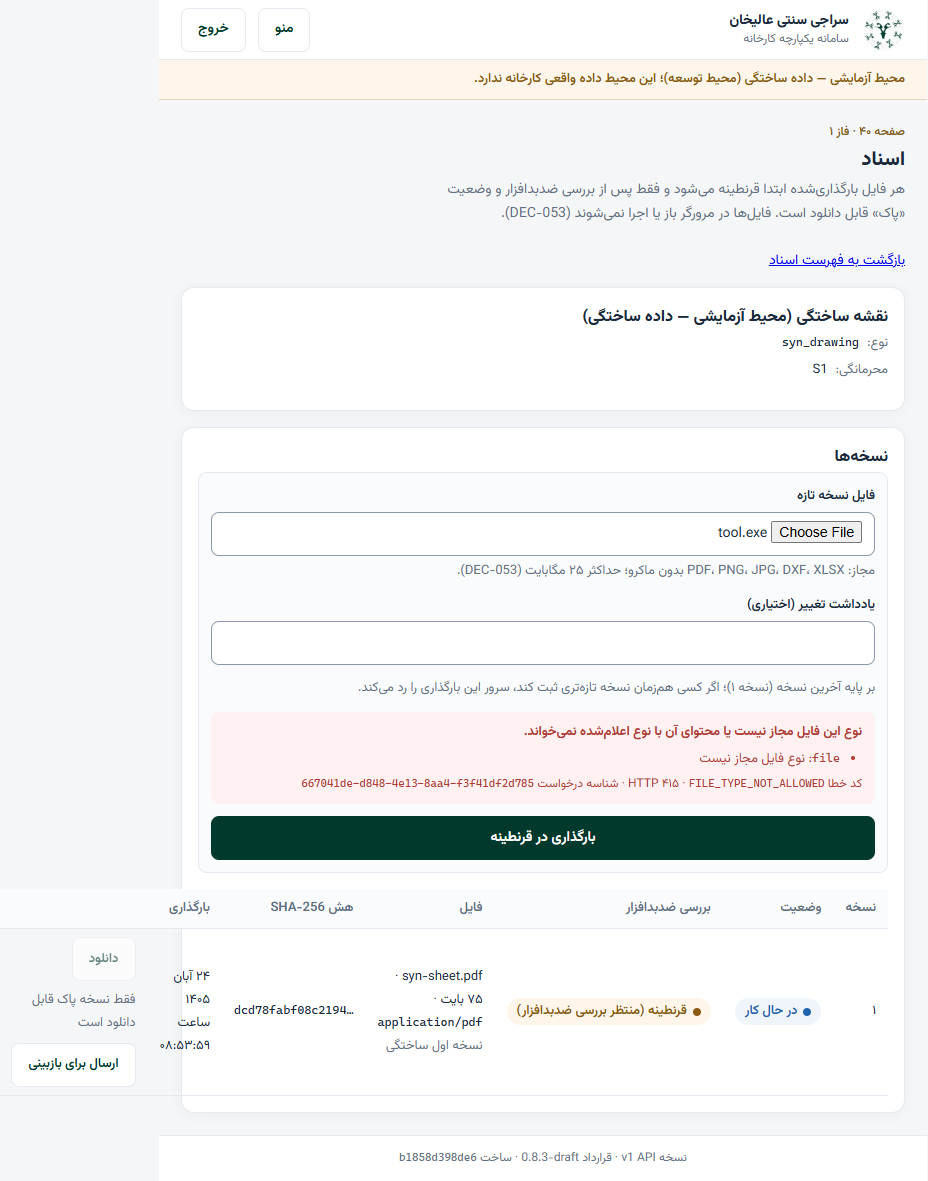 سراجی سنتی عالیخان
سامانه یکپارچه کارخانه
منو
خروج
محیط آزمایشی — داده ساختگی (محیط توسعه)؛ این محیط داده واقعی کارخانه ندارد.
صفحه ۴۰ · فاز ۱
اسناد
هر فایل بارگذاری‌شده ابتدا قرنطینه می‌شود و فقط پس از بررسی ضدبدافزار و وضعیت
«پاک» قابل دانلود است. فایل‌ها در مرورگر باز یا اجرا نمی‌شوند (DEC-053).
بازگشت به فهرست اسناد
نقشه ساختگی (محیط آزمایشی — داده ساختگی)
نوع: syn_drawing
محرمانگی: S1
نسخه‌ها
فایل نسخه تازه
Choose File tool.exe
مجاز: PDF، PNG، JPG، DXF، XLSX بدون ماکرو؛ حداکثر ۲۵ مگابایت (DEC-053).
یادداشت تغییر (اختیاری)
بر پایه آخرین نسخه (نسخه ۱)؛ اگر کسی هم‌زمان نسخه تازه‌تری ثبت کند، سرور این بارگذاری را رد می‌کند.
نوع این فایل مجاز نیست یا محتوای آن با نوع اعلام‌شده نمی‌خواند.
• file: نوع فایل مجاز نیست
کد خطا FILE_TYPE_NOT_ALLOWED · HTTP ۴۱۵ · شناسه درخواست 667041de-d848-4e13-8aa4-f3f41df2d785
بارگذاری در قرنطینه
نسخه وضعیت بررسی ضدبدافزار فایل هش SHA-256 بارگذاری
۱
در حال کار
قرنطینه (منتظر بررسی ضدبدافزار)
syn-sheet.pdf ·
۷۵ بایت ·
application/pdf
نسخه اول ساختگی
dcd78fabf08c2194…
۲۴ آبان
۱۴۰۵
ساعت
۰۸:۵۳:۵۹
دانلود
فقط نسخه پاک قابل
دانلود است
ارسال برای بازبینی
نسخه API v1 · قرارداد 0.8.3-draft · ساخت b1858d398de6